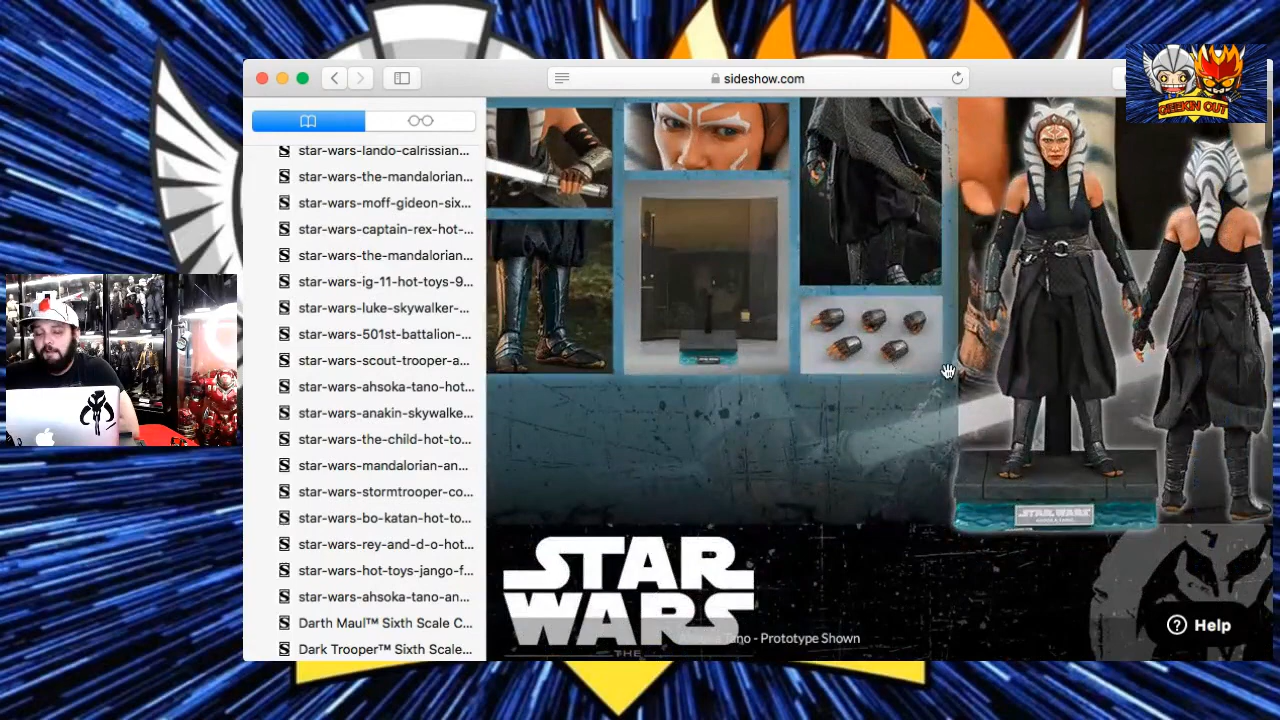 sideshow.com
GEEKIN OUT
star-wars-the-mandalorian...
star-wars-moff-gideon-six...
star-wars-captain-rex-hot-...
star-wars-the-mandalorian...
star-wars-ig-11-hot-toys-9...
star-wars-luke-skywalker-...
star-wars-501st-battalion-...
star-wars-scout-trooper-a...
star-wars-ahsoka-tano-hot...
star-wars-anakin-skywalke...
star-wars-the-child-hot-to...
star-wars-mandalorian-an...
star-wars-stormtrooper-co...
star-wars-bo-katan-hot-to...
star-wars-rey-and-d-o-hot...
star-wars-hot-toys-jango-f...
star-wars-ahsoka-tano-an...
Darth Maul™ Sixth Scale C...
Dark Trooper™ Sixth Scale...
STAR WARS
STAR
WARS
THE
Tano - Prototype Shown
Help